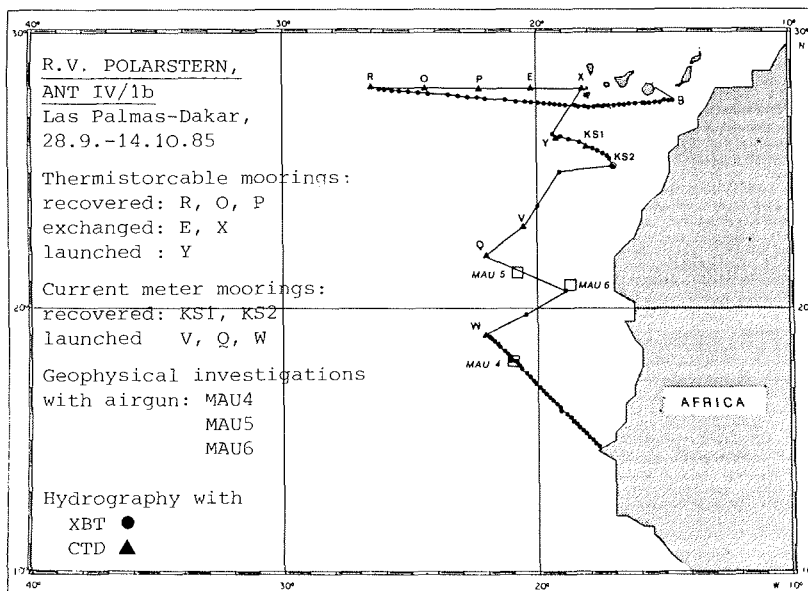 40° 30° 20° 10°
30° 30° N
R.V. POLARSTERN,
ANT IV/1b
Las Palmas-Dakar,
28.9.-14.10.85
Thermistorcable moorings:
recovered: R, O, P
exchanged: E, X
launched : Y
Current meter moorings:
recovered: KS1, KS2
launched V, Q, W
Geophysical investigations
with airgun: MAU4
MAU5
MAU6
Hydrography with
XBT
CTD
R O P E X
B
Y KS1
KS2
V
Q
MAU 5 MAU 6
20° 20°
W
MAU 4
AFRICA
40° 30° 20° W 10°